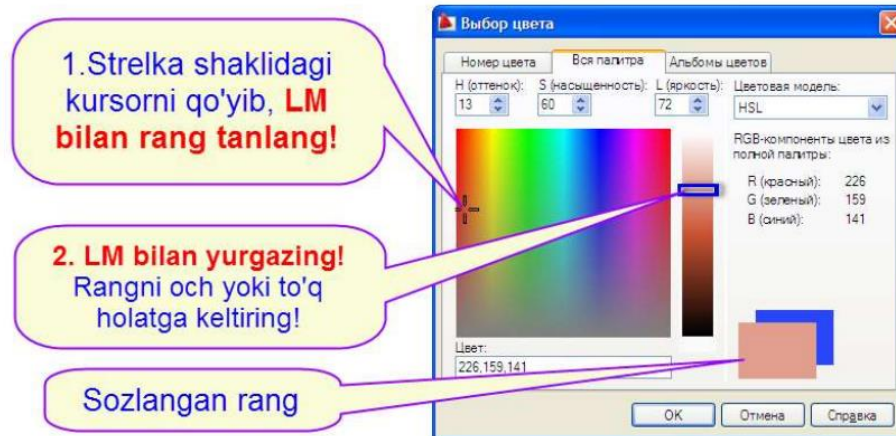 1.Strelka shaklidagi
kursorni qo'yib, LM
bilan rang tanlang!
2. LM bilan yurgazing!
Rangni och yoki to'q
holatga keltiring!
Sozlangan rang
Выбор цвета
Номер цвета Вся палитра Альбомы цветов
H (оттенок): S (насыщенность): L (яркость): Цветовая модель:
13 60 72 HSL
RGB-компоненты цвета из
полной палитры:
R (красный): 226
G (зеленый): 159
B (синий): 141
Цвет:
226,159,141
OK Отмена Справка